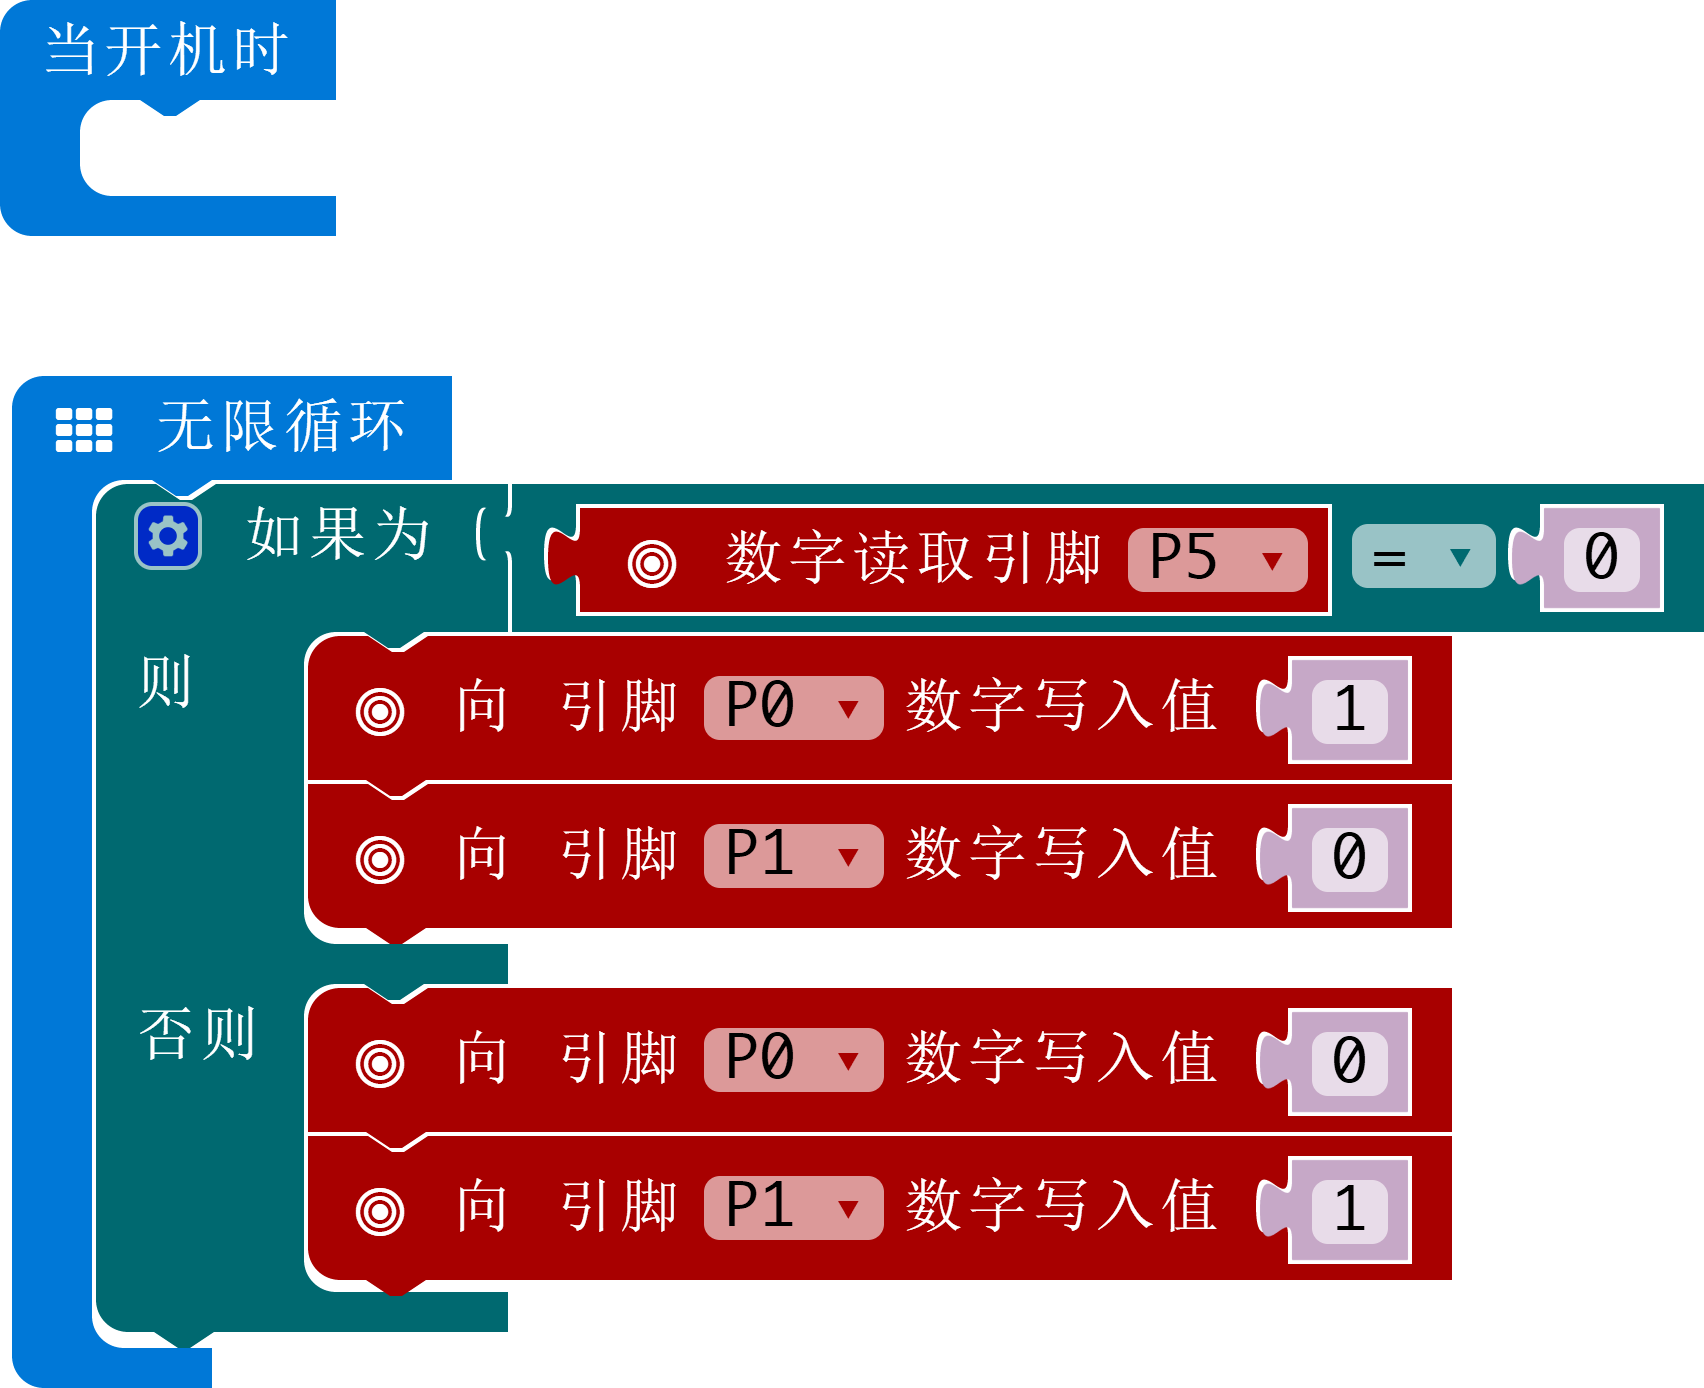 当开机时
无限循环
如果为 数字读取引脚 P5 = 0
则 向 引脚 P0 数字写入值 1
向 引脚 P1 数字写入值 0
否则 向 引脚 P0 数字写入值 0
向 引脚 P1 数字写入值 1